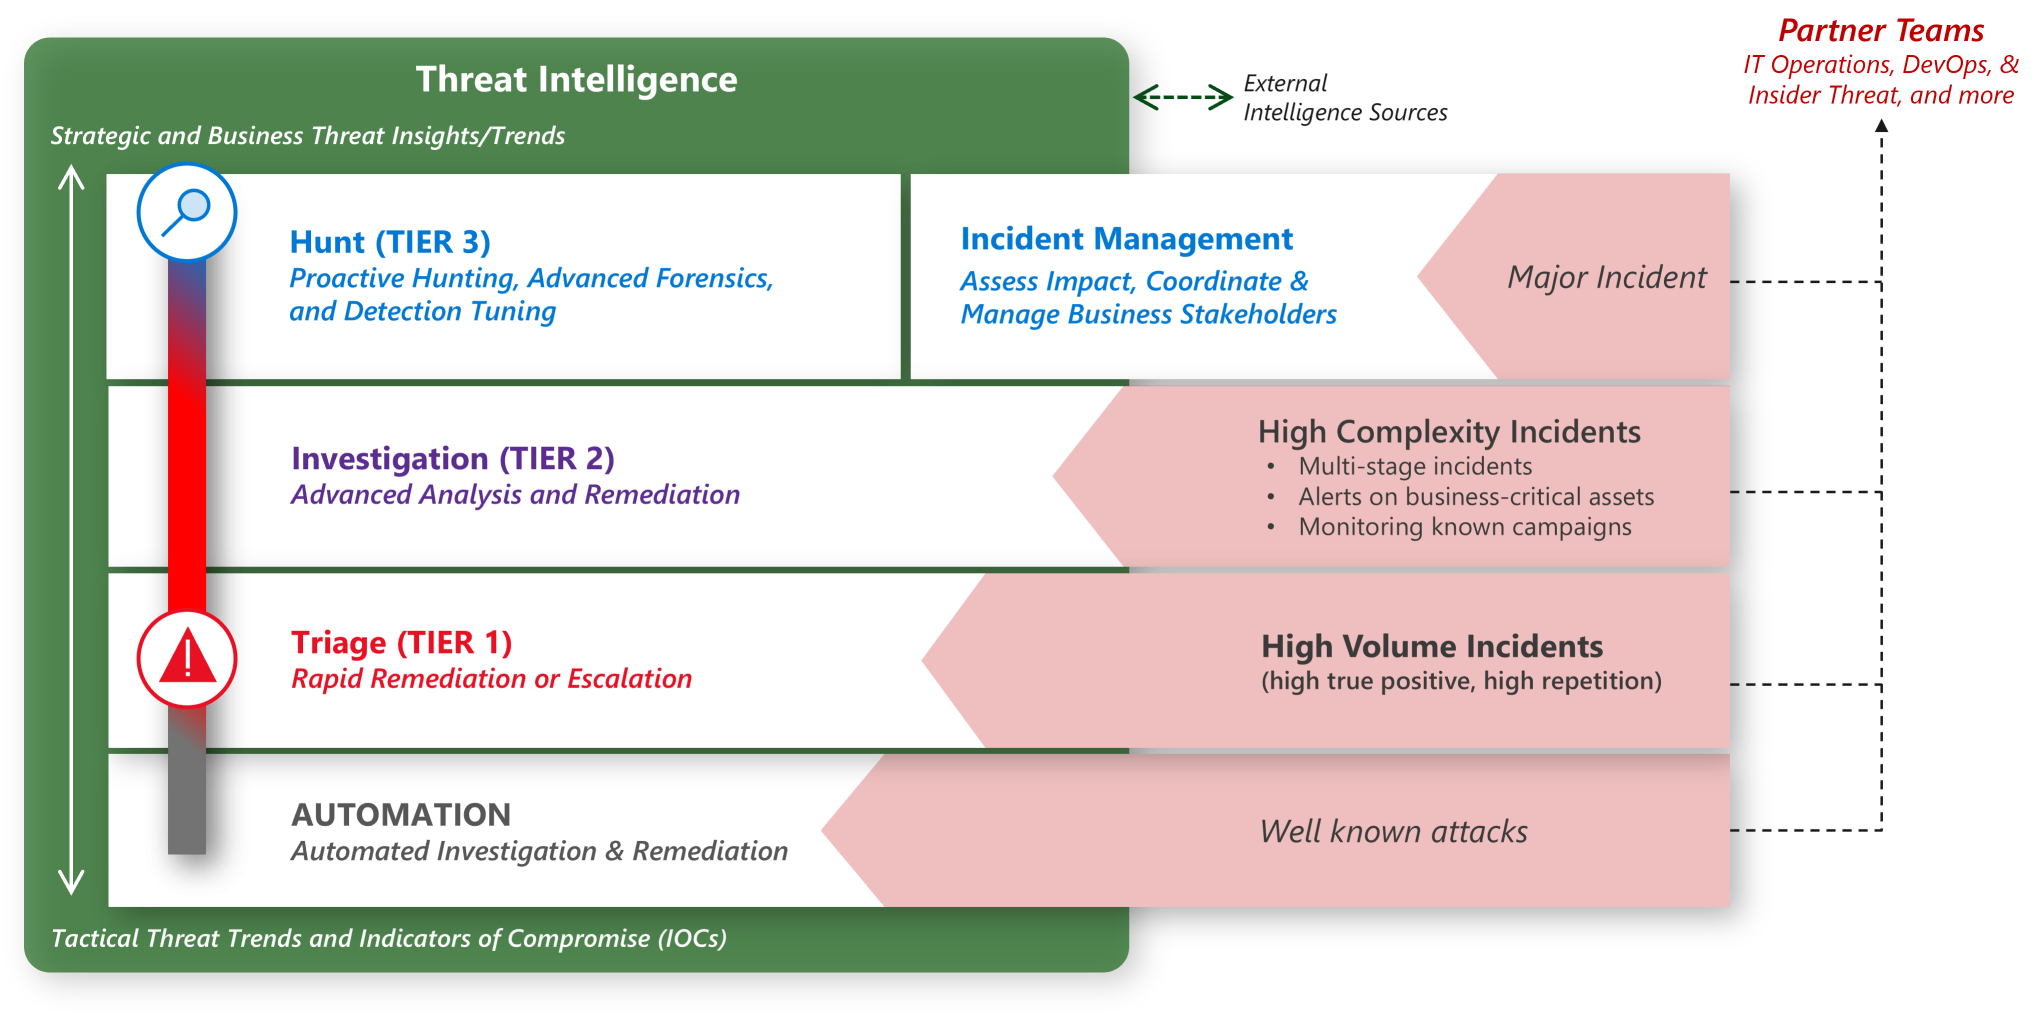 Partner Teams
IT Operations, DevOps, &
Insider Threat, and more
Threat Intelligence
External
Intelligence Sources
Strategic and Business Threat Insights/Trends
Hunt (TIER 3)
Proactive Hunting, Advanced Forensics,
and Detection Tuning
Incident Management
Assess Impact, Coordinate &
Manage Business Stakeholders
Major Incident
Investigation (TIER 2)
Advanced Analysis and Remediation
High Complexity Incidents
• Multi-stage incidents
• Alerts on business-critical assets
• Monitoring known campaigns
Triage (TIER 1)
Rapid Remediation or Escalation
High Volume Incidents
(high true positive, high repetition)
AUTOMATION
Automated Investigation & Remediation
Well known attacks
Tactical Threat Trends and Indicators of Compromise (IOCs)